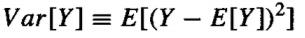 Var[Y] ≡ E[(Y − E[Y])²]